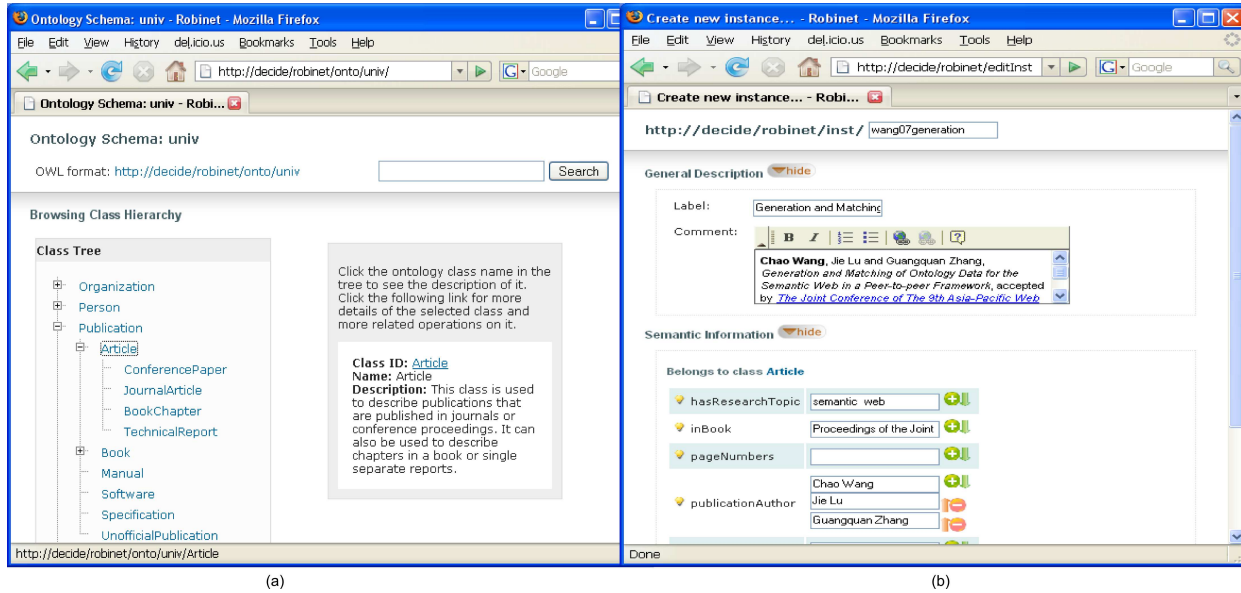 Ontology Schema: univ - Robinet - Mozilla Firefox
File Edit View History del.icio.us Bookmarks Tools Help
http://decide/robinet/onto/univ/
G Google
Ontology Schema: univ - Robi...
Ontology Schema: univ
OWL format: http://decide/robinet/onto/univ
Search
Browsing Class Hierarchy
Class Tree
Organization
Person
Publication
Article
ConferencePaper
JournalArticle
BookChapter
TechnicalReport
Book
Manual
Software
Specification
UnofficialPublication
Click the ontology class name in the
tree to see the description of it.
Click the following link for more
details of the selected class and
more related operations on it.
Class ID: Article
Name: Article
Description: This class is used
to describe publications that
are published in journals or
conference proceedings. It can
also be used to describe
chapters in a book or single
separate reports.
http://decide/robinet/onto/univ/Article
(a)
Create new instance... - Robinet - Mozilla Firefox
File Edit View History del.icio.us Bookmarks Tools Help
http://decide/robinet/editInst
G Google
Create new instance... - Robi...
http://decide/robinet/inst/ wang07generation
General Description hide
Label: Generation and Matching
Comment:
B I
Chao Wang, Jie Lu and Guangquan Zhang,
Generation and Matching of Ontology Data for the
Semantic Web in a Peer-to-peer Framework, accepted
by The Joint Conference of The 9th Asia-Pacific Web
Semantic Information hide
Belongs to class Article
hasResearchTopic semantic web
inBook Proceedings of the Joint
pageNumbers
Chao Wang
publicationAuthor Jie Lu
Guangquan Zhang
Done
(b)